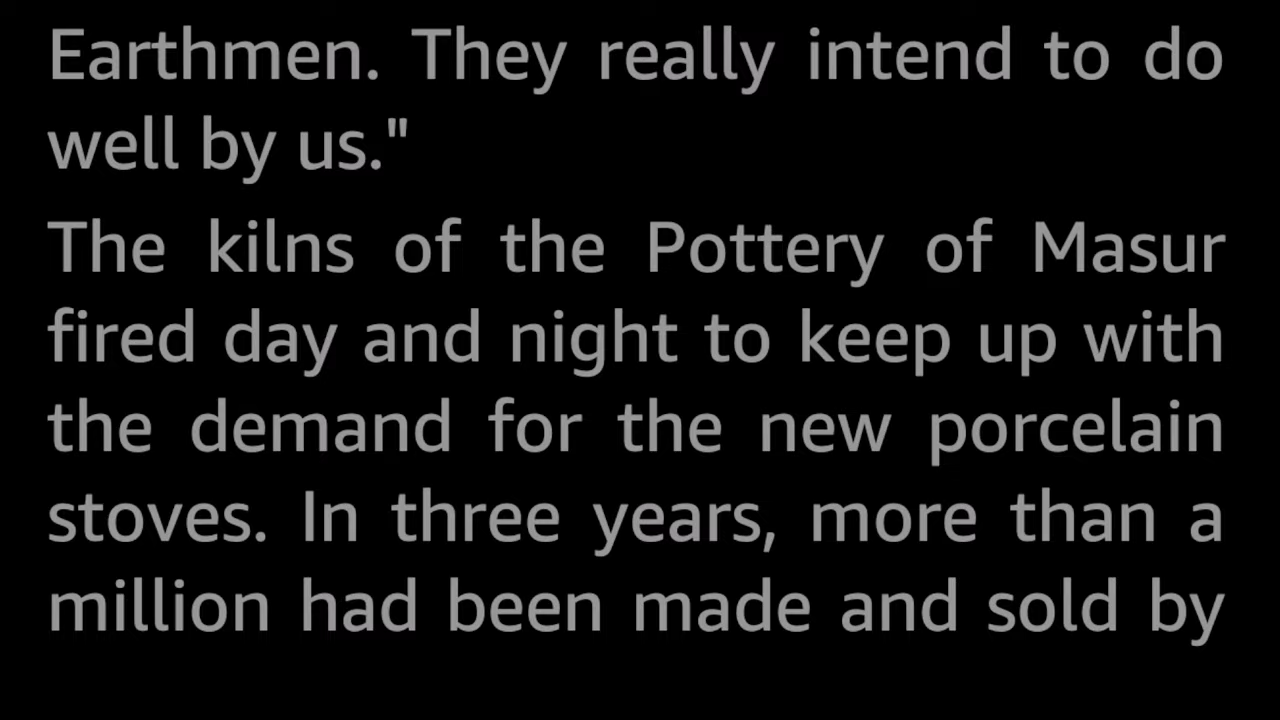 Earthmen. They really intend to do
well by us."
The kilns of the Pottery of Masur
fired day and night to keep up with
the demand for the new porcelain
stoves. In three years, more than a
million had been made and sold by